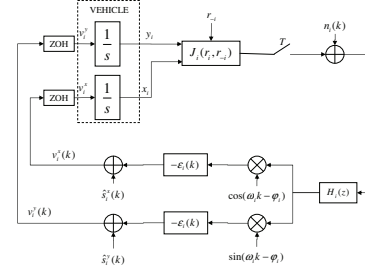 VEHICLE
r_{-i}
n_i(k)
ZOH
v_i^y
1/s
y_i
J_i(r_i, r_{-i})
T
ZOH
v_i^x
1/s
x_i
v_i^x(k)
-ε_i(k)
ŝ_i^x(k)
cos(ω_i k - φ_i)
H_i(z)
v_i^y(k)
-ε_i(k)
ŝ_i^y(k)
sin(ω_i k - φ_i)